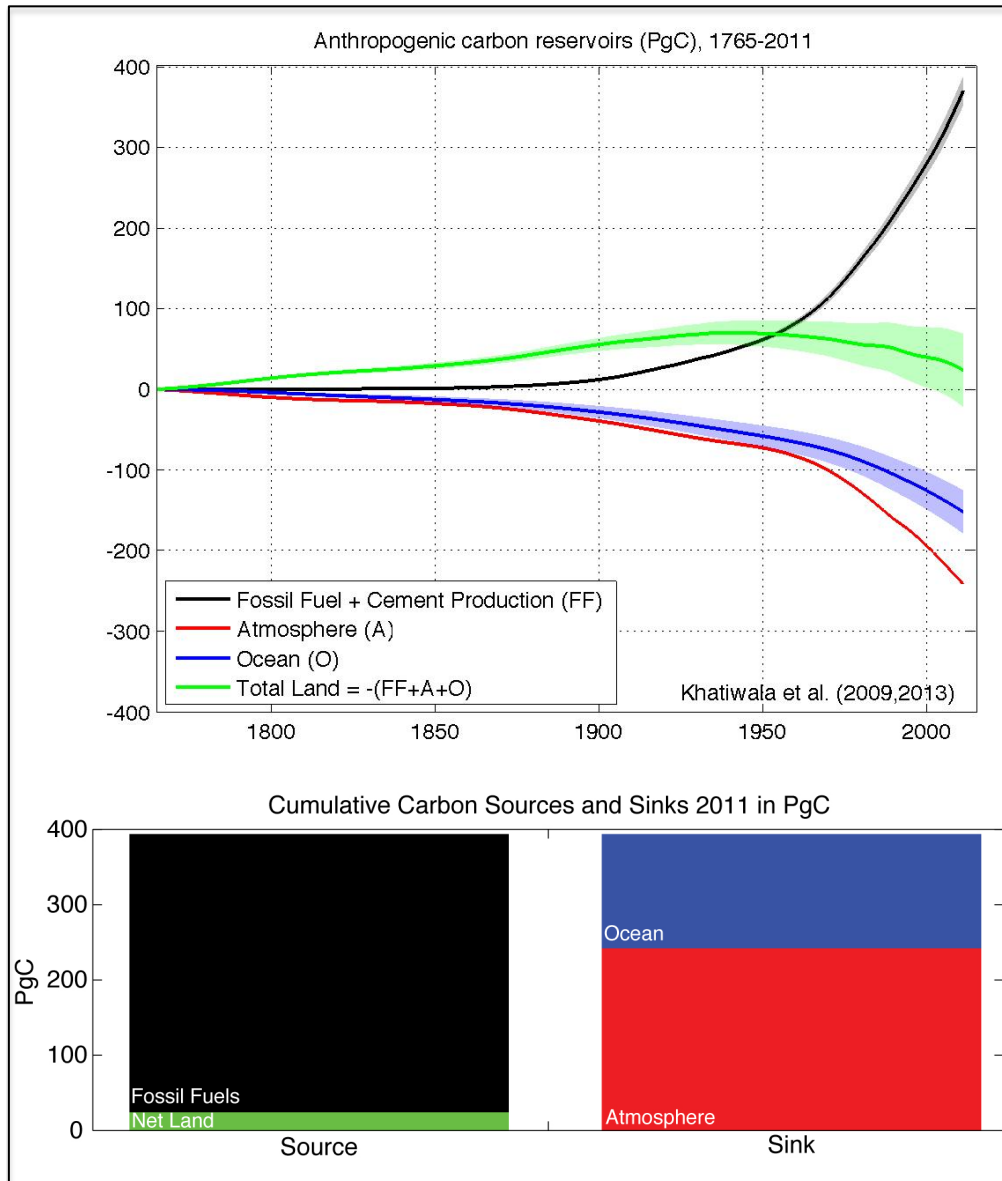 Anthropogenic carbon reservoirs (PgC), 1765-2011
400
300
200
100
0
-100
-200
-300
-400
Fossil Fuel + Cement Production (FF)
Atmosphere (A)
Ocean (O)
Total Land = -(FF+A+O)
Khatiwala et al. (2009,2013)
1800 1850 1900 1950 2000
Cumulative Carbon Sources and Sinks 2011 in PgC
400
300
200
100
0
PgC
Fossil Fuels
Net Land
Ocean
Atmosphere
Source Sink